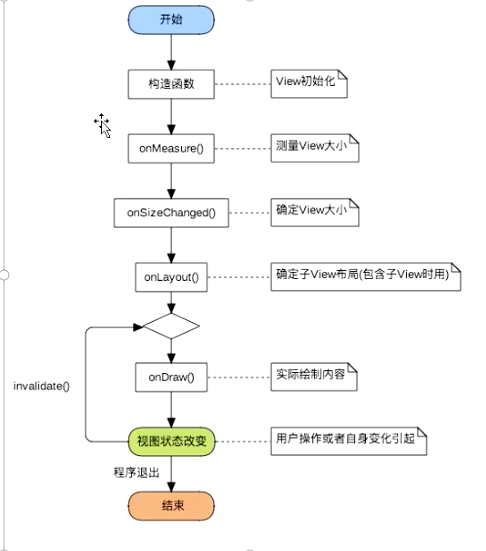 开始
构造函数
View初始化
onMeasure()
测量View大小
onSizeChanged()
确定View大小
onLayout()
确定子View布局(包含子View时用)
onDraw()
实际绘制内容
invalidate()
视图状态改变
用户操作或者自身变化引起
程序退出
结束